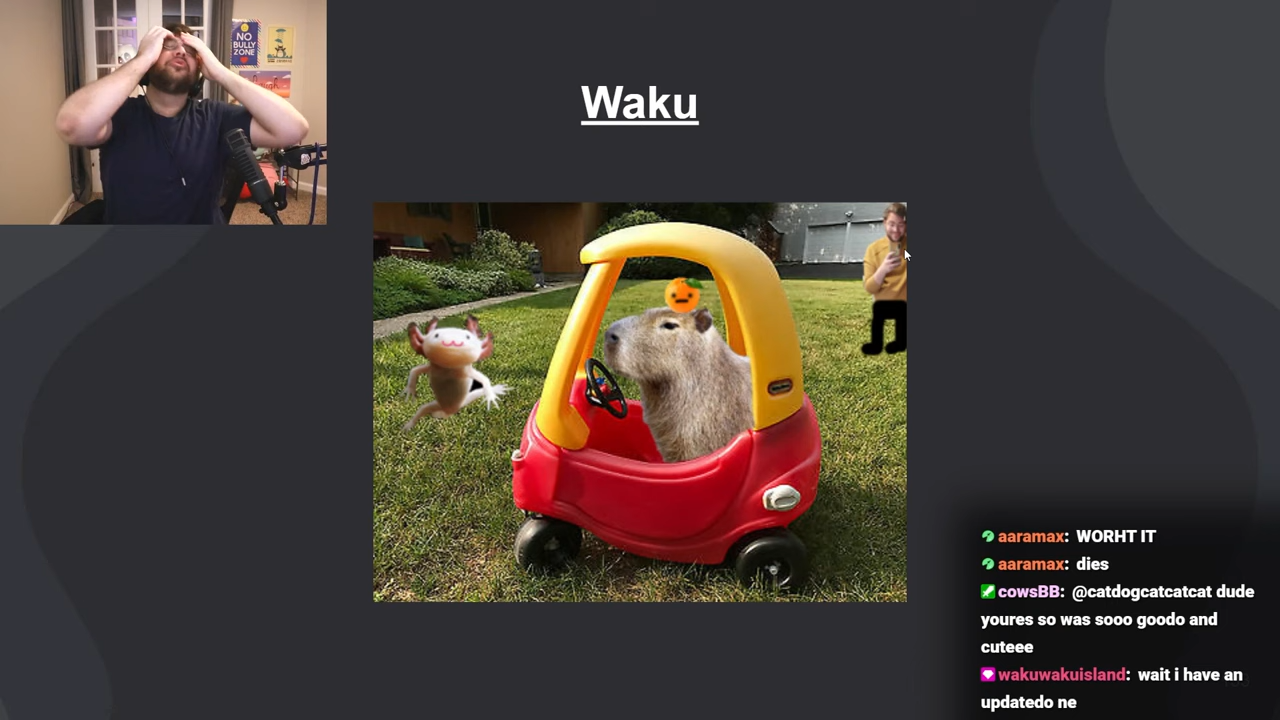 NO
BULLY
ZONE
Waku
aaramax: WORHT IT
aaramax: dies
cowsBB: @catdogcatcatcat dude
youres so was sooo goodo and
cuteee
wakuwakuisland: wait i have an
updatedo ne